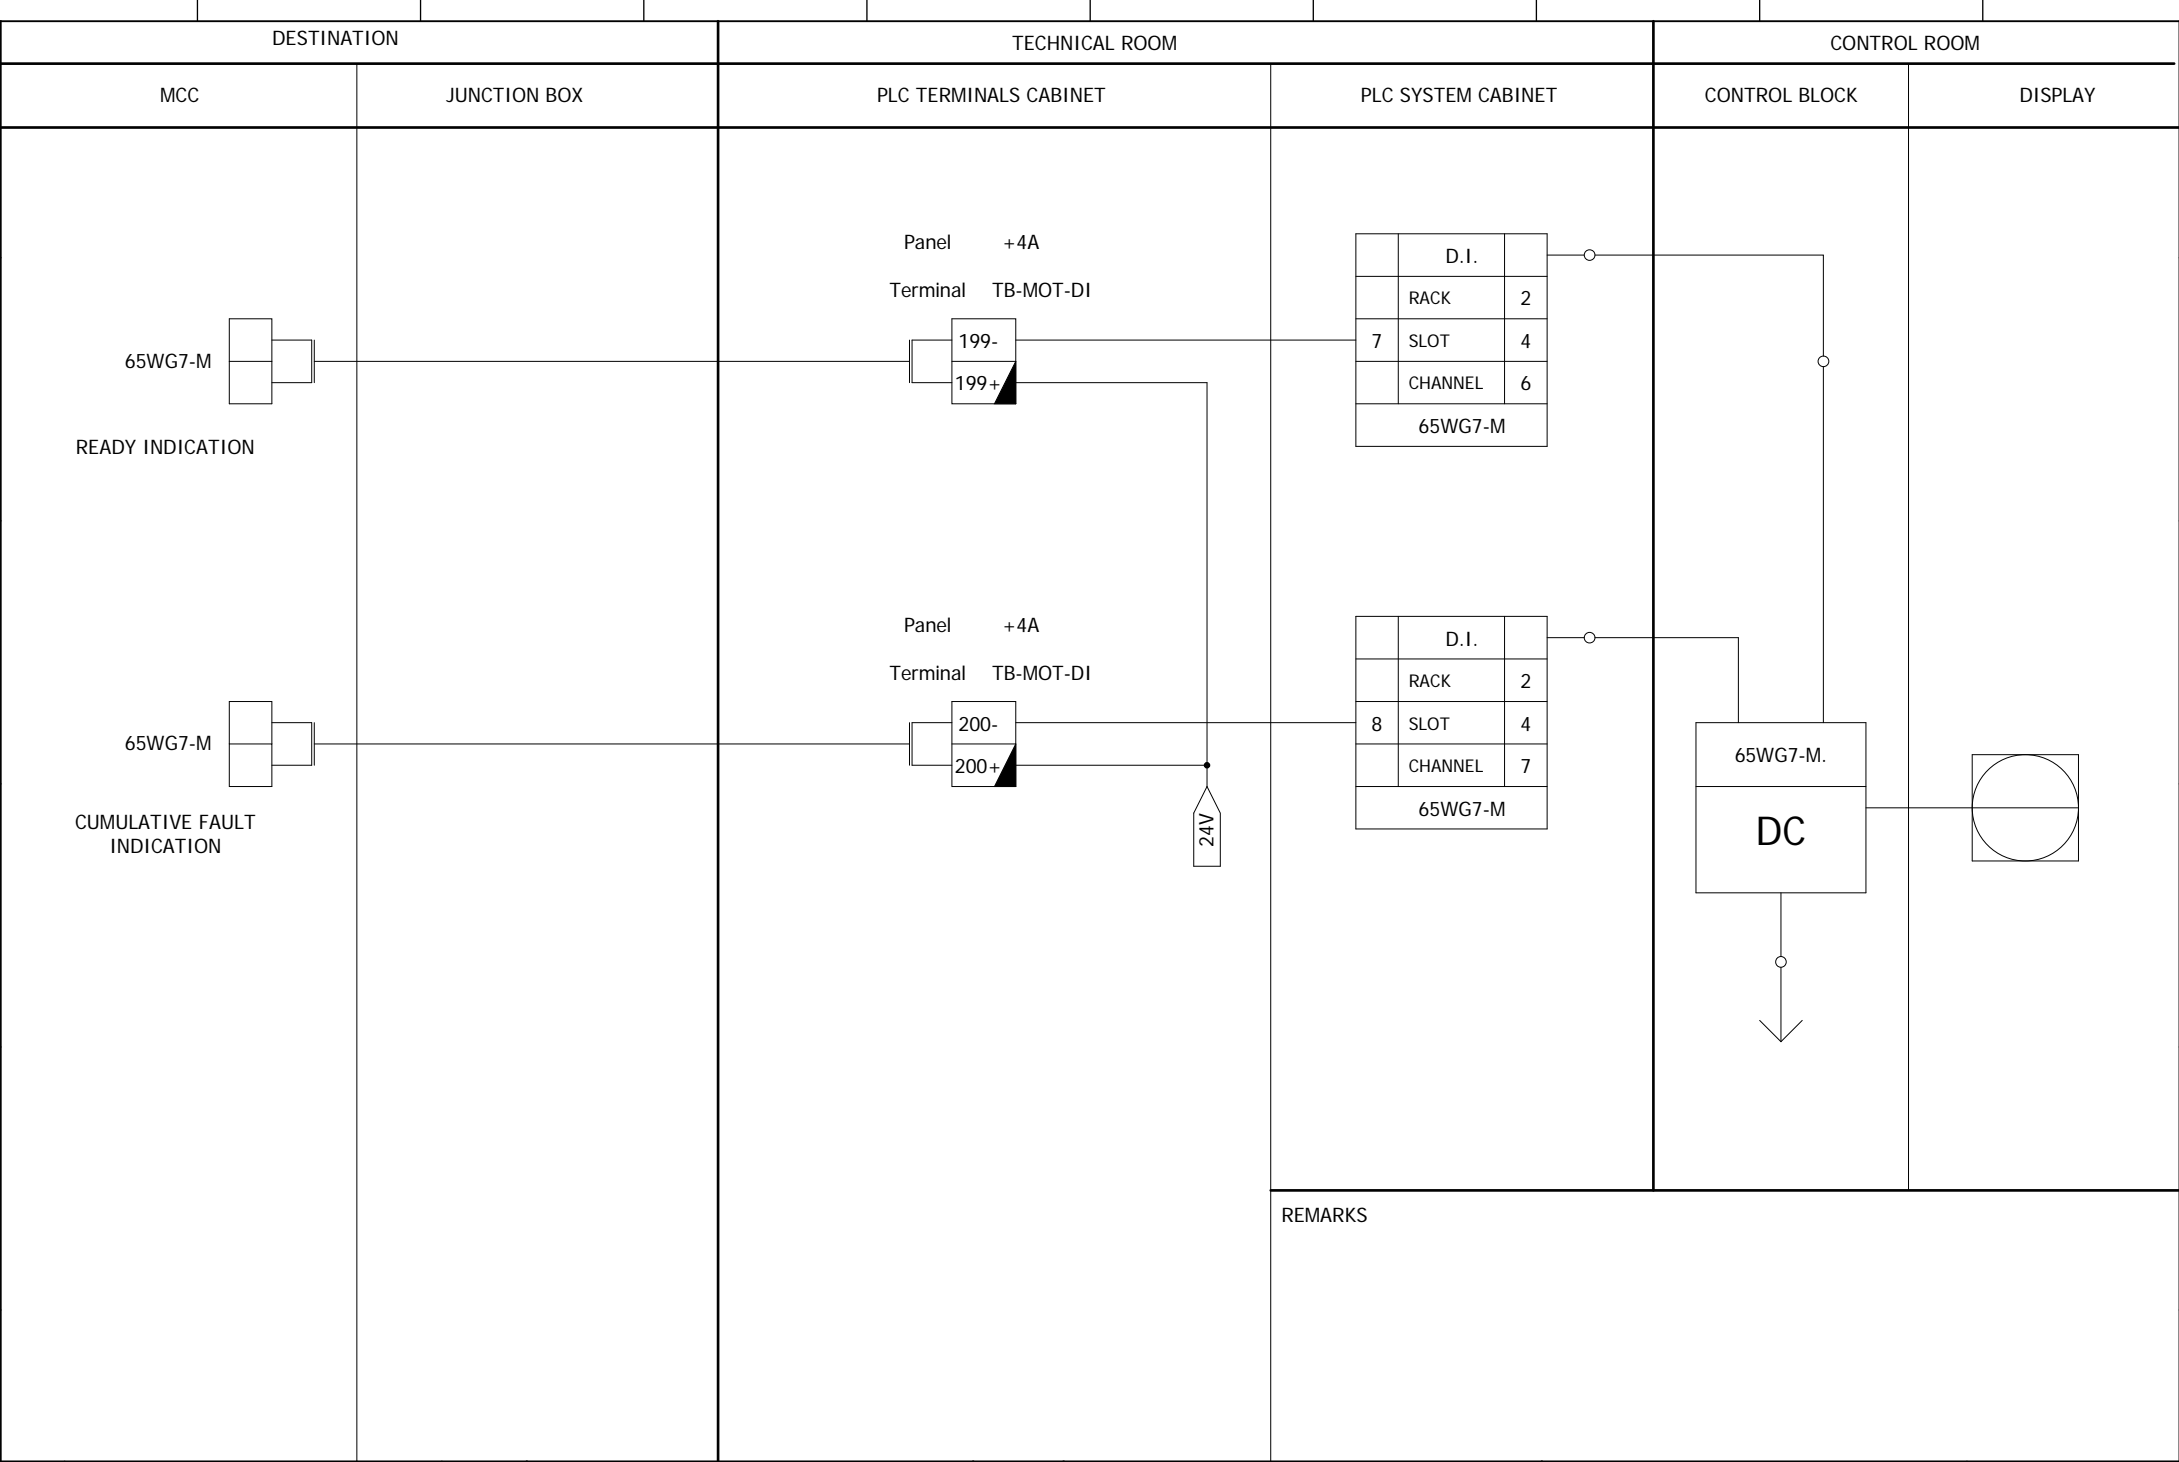 DESTINATION
TECHNICAL ROOM
CONTROL ROOM
MCC
JUNCTION BOX
PLC TERMINALS CABINET
PLC SYSTEM CABINET
CONTROL BLOCK
DISPLAY
65WG7-M
READY INDICATION
Panel +4A
Terminal TB-MOT-DI
199-
199+
D.I.
RACK 2
7 SLOT 4
CHANNEL 6
65WG7-M
65WG7-M
CUMULATIVE FAULT
INDICATION
Panel +4A
Terminal TB-MOT-DI
200-
200+
24V
D.I.
RACK 2
8 SLOT 4
CHANNEL 7
65WG7-M
65WG7-M.
DC
REMARKS